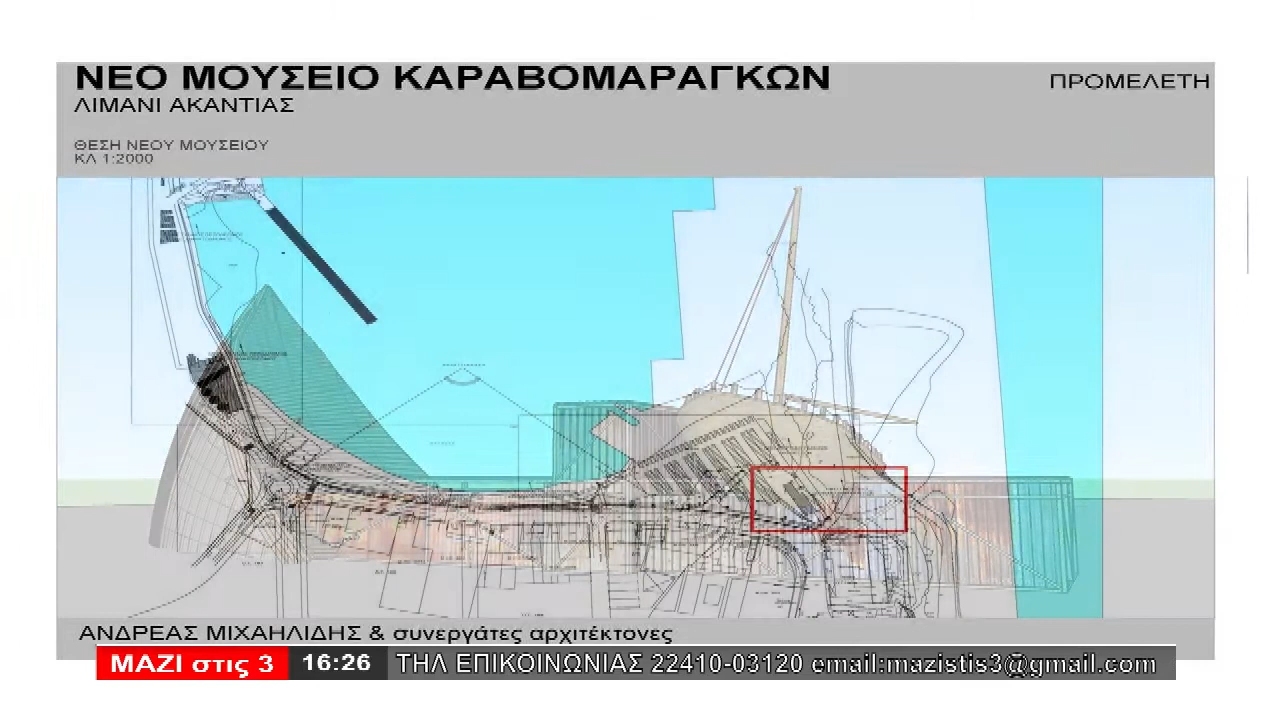 ΝΕΟ ΜΟΥΣΕΙΟ ΚΑΡΑΒΟΜΑΡΑΓΚΩΝ
ΠΡΟΜΕΛΕΤΗ
ΛΙΜΑΝΙ ΑΚΑΝΤΙΑΣ
ΘΕΣΗ ΝΕΟΥ ΜΟΥΣΕΙΟΥ
ΚΛ 1:2000
ΑΝΔΡΕΑΣ ΜΙΧΑΗΛΙΔΗΣ & συνεργάτες αρχιτέκτονες
ΜΑΖΙ στις 3 16:26 ΤΗΛ ΕΠΙΚΟΙΝΩΝΙΑΣ 22410-03120 email:mazistis3@gmail.com